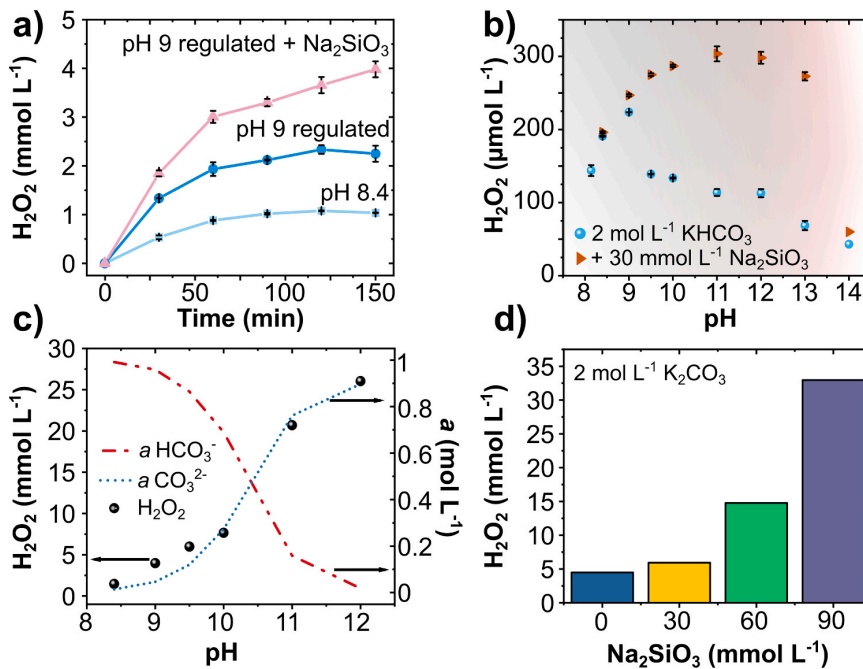 a)
pH 9 regulated + Na₂SiO₃
pH 9 regulated
pH 8.4
H₂O₂ (mmol L⁻¹)
5
4
3
2
1
0
0 50 100 150
Time (min)
b)
H₂O₂ (µmol L⁻¹)
300
200
100
0
2 mol L⁻¹ KHCO₃
+ 30 mmol L⁻¹ Na₂SiO₃
8 9 10 11 12 13 14
pH
c)
H₂O₂ (mmol L⁻¹)
30
25
20
15
10
5
0
a HCO₃⁻
a CO₃²⁻
H₂O₂
1
0.8
0.6
0.4
0.2
0
a (mol L⁻¹)
8 9 10 11 12
pH
d)
2 mol L⁻¹ K₂CO₃
H₂O₂ (mmol L⁻¹)
35
30
25
20
15
10
5
0
0 30 60 90
Na₂SiO₃ (mmol L⁻¹)